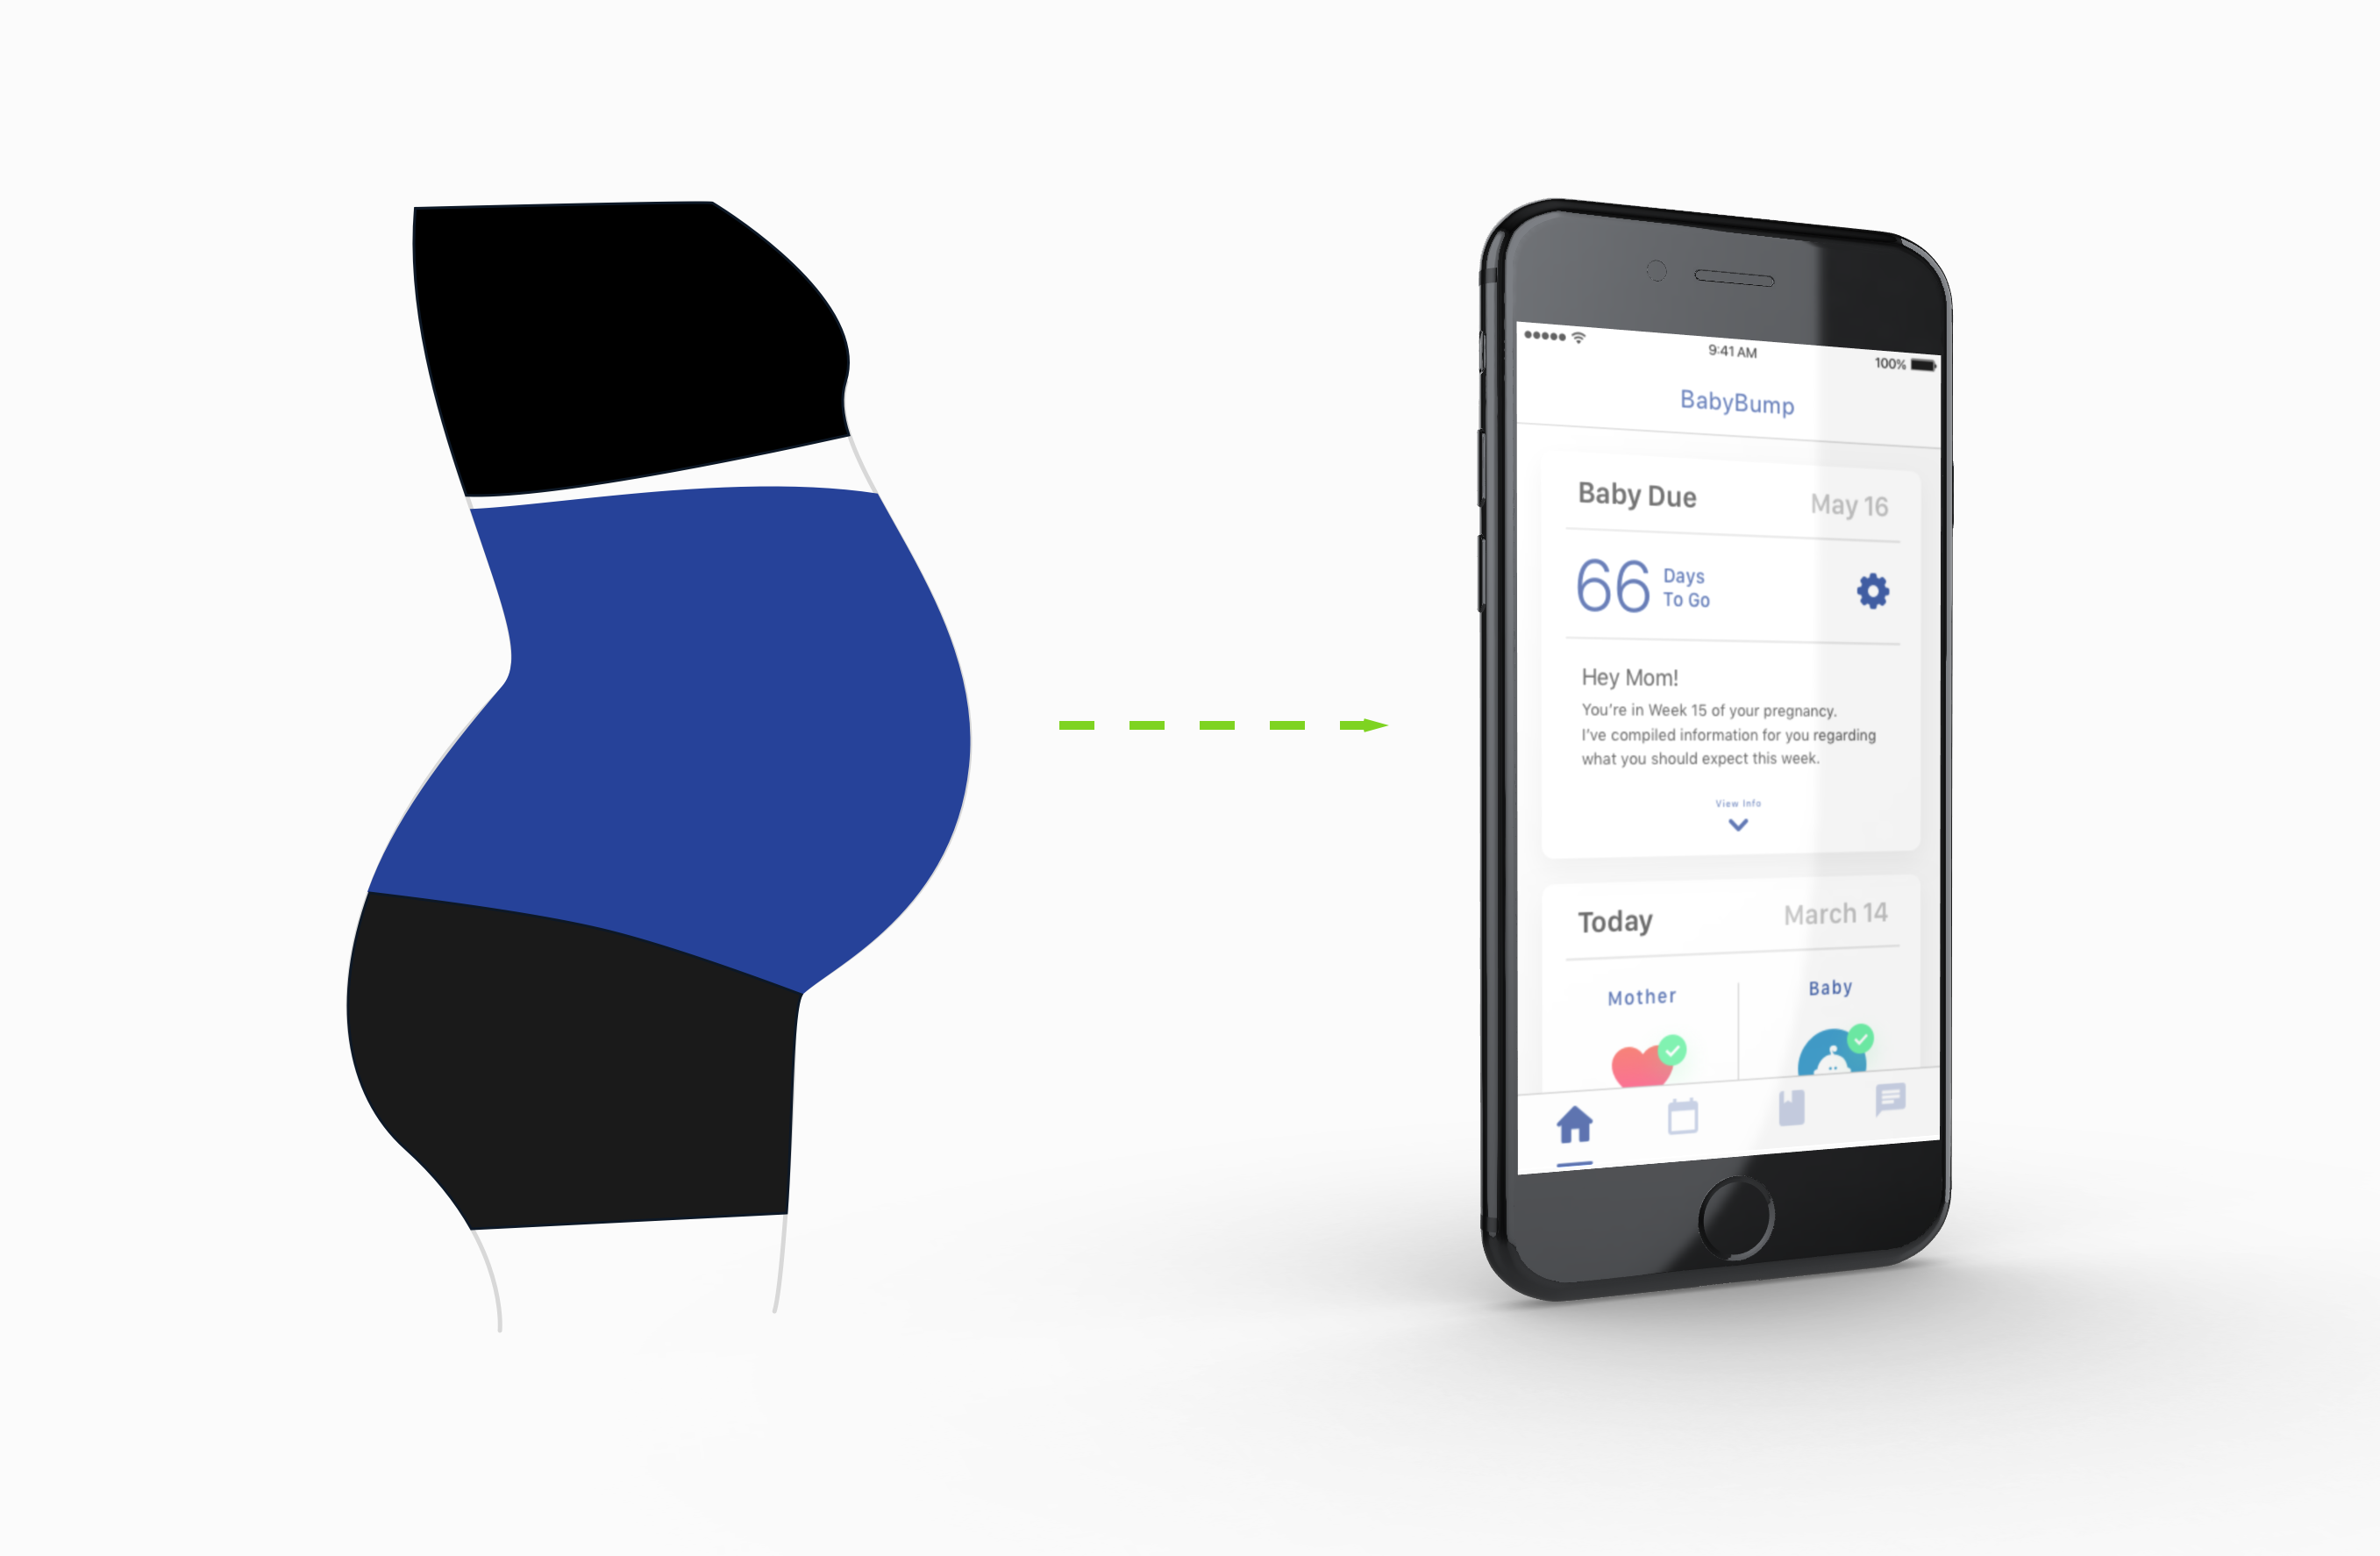 9:41 AM
100%
BabyBump
Baby Due
May 16
66
Days
To Go
Hey Mom!
You're in Week 15 of your pregnancy.
I've compiled information for you regarding
what you should expect this week.
View Info
Today
March 14
Mother
Baby